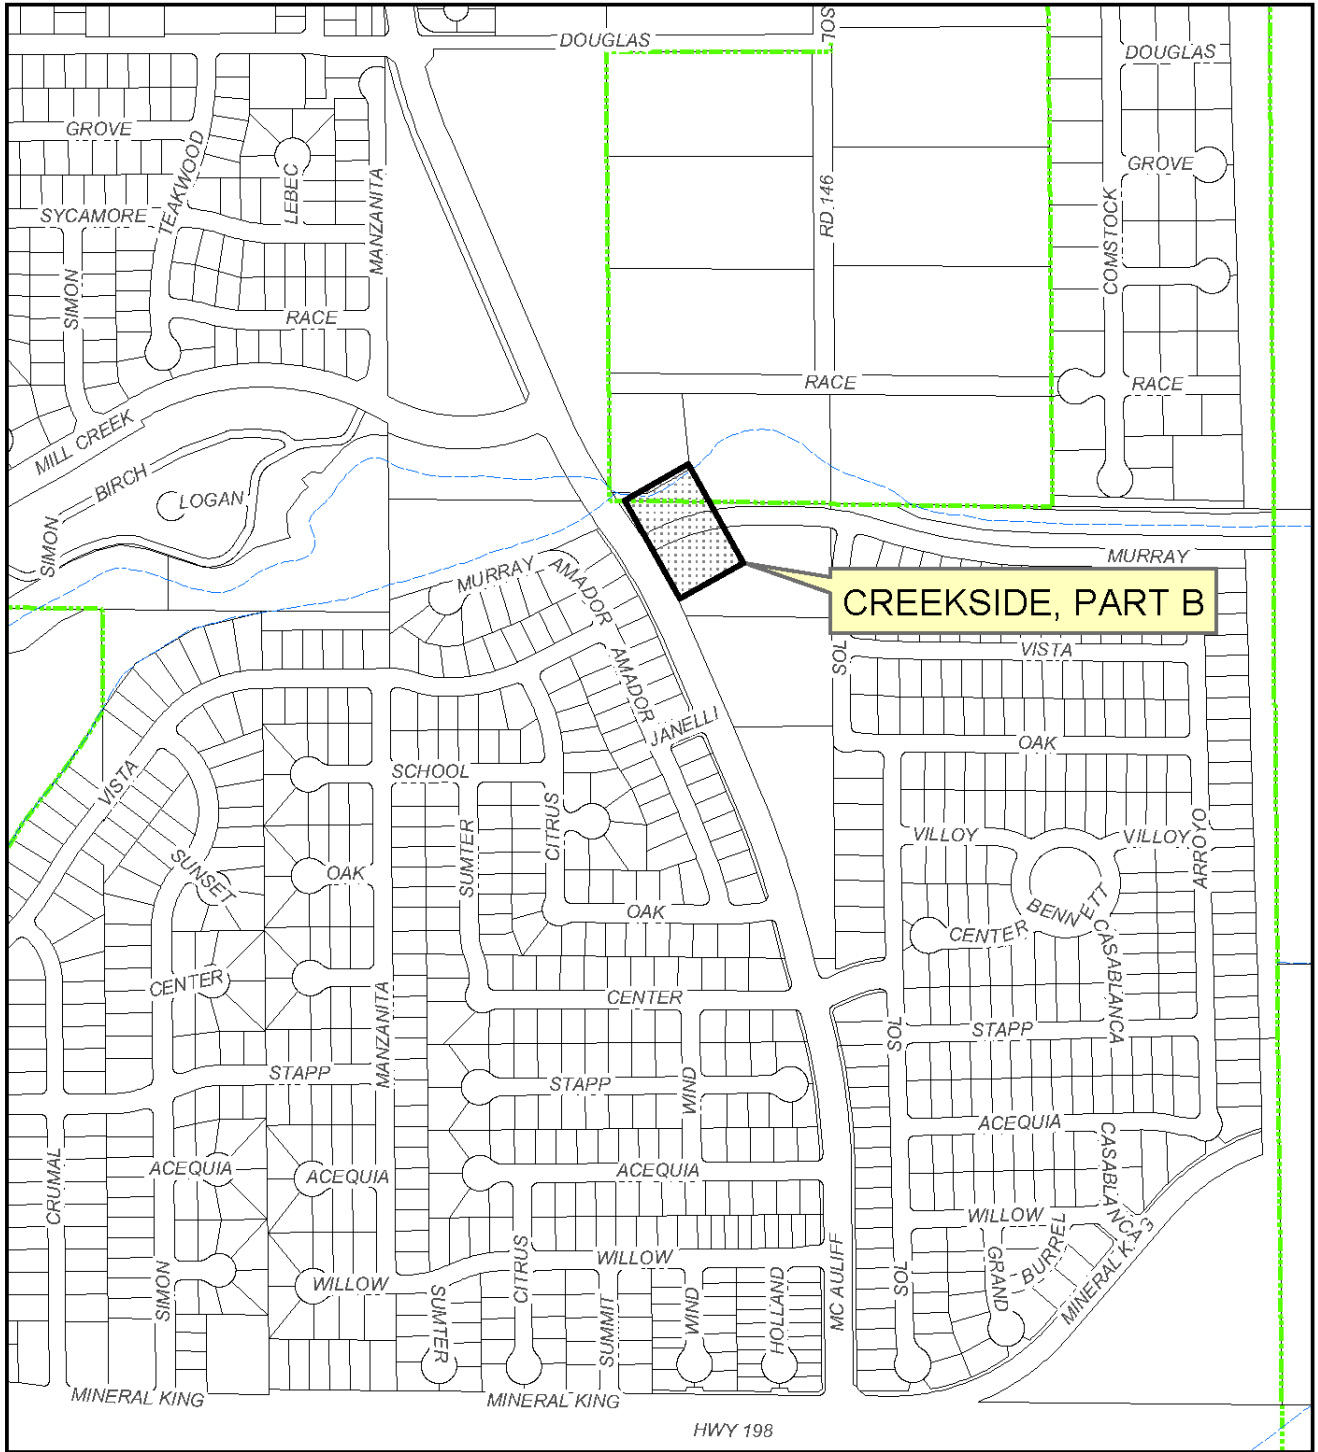 DOUGLAS
SOL
DOUGLAS
GROVE
TEAKWOOD
LEBEC
MANZANITA
GROVE
SYCAMORE
RD 146
COMSTOCK
SIMON
RACE
RACE
RACE
MILL CREEK
BIRCH
LOGAN
SIMON
MURRAY
AMADOR
MURRAY
CREEKSIDE, PART B
AMADOR
SOL
VISTA
JANELLI
OAK
VISTA
SCHOOL
CITRUS
SUMTER
VILLOY
VILLOY
ARROYO
SUNSET
OAK
OAK
BENNETT
CENTER
CASABLANCA
CENTER
CENTER
MANZANITA
SOL
STAPP
STAPP
STAPP
WIND
ACEQUIA
CASABLANCA
CRUMAL
ACEQUIA
ACEQUIA
ACEQUIA
WILLOW
BURREL
MINERAL KA3
SIMON
WILLOW
CITRUS
WILLOW
MC AULIFF
SOL
GRAND
SUMTER
SUMMIT
WIND
HOLLAND
MINERAL KING
MINERAL KING
HWY 198